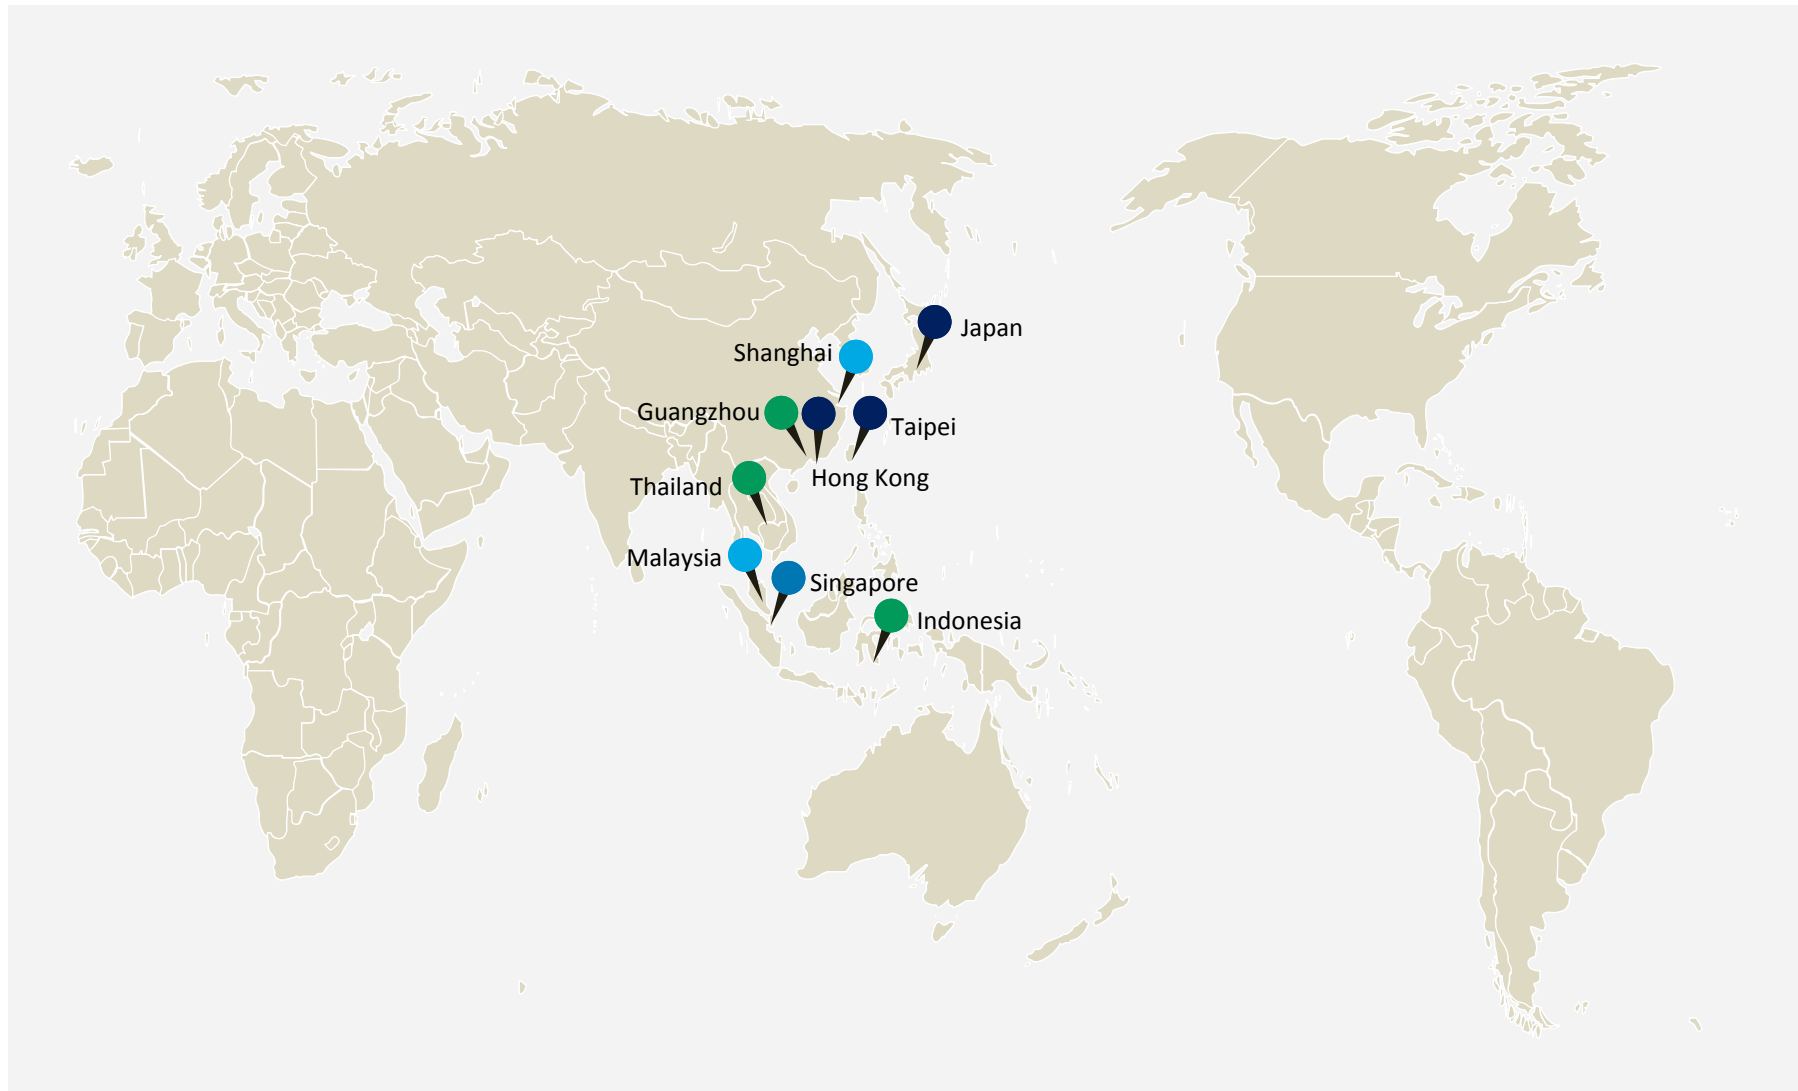 Japan
Shanghai
Guangzhou
Taipei
Hong Kong
Thailand
Malaysia
Singapore
Indonesia